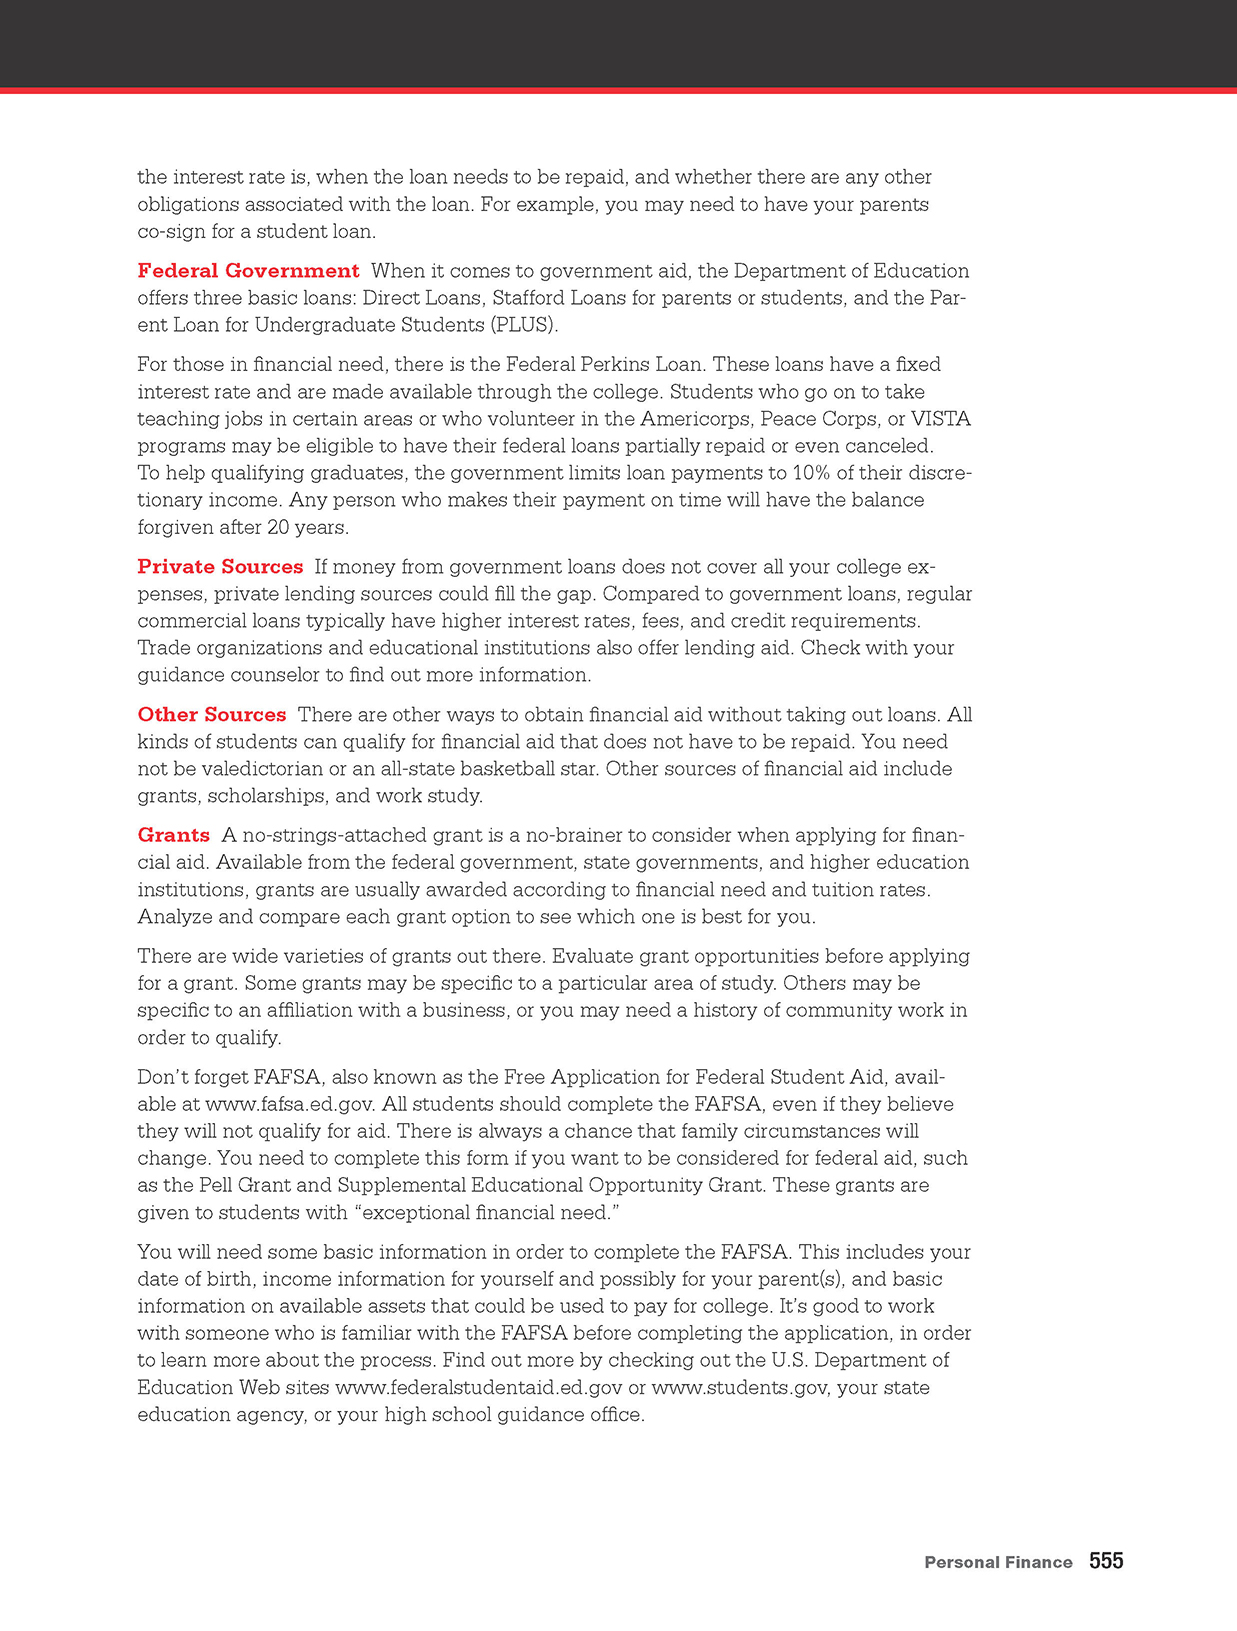 the interest rate is, when the loan needs to be repaid, and whether there are any other
obligations associated with the loan. For example, you may need to have your parents
co-sign for a student loan.
Federal Government When it comes to government aid, the Department of Education
offers three basic loans: Direct Loans, Stafford Loans for parents or students, and the Par-
ent Loan for Undergraduate Students (PLUS).
For those in financial need, there is the Federal Perkins Loan. These loans have a fixed
interest rate and are made available through the college. Students who go on to take
teaching jobs in certain areas or who volunteer in the Americorps, Peace Corps, or VISTA
programs may be eligible to have their federal loans partially repaid or even canceled.
To help qualifying graduates, the government limits loan payments to 10% of their discre-
tionary income. Any person who makes their payment on time will have the balance
forgiven after 20 years.
Private Sources If money from government loans does not cover all your college ex-
penses, private lending sources could fill the gap. Compared to government loans, regular
commercial loans typically have higher interest rates, fees, and credit requirements.
Trade organizations and educational institutions also offer lending aid. Check with your
guidance counselor to find out more information.
Other Sources There are other ways to obtain financial aid without taking out loans. All
kinds of students can qualify for financial aid that does not have to be repaid. You need
not be valedictorian or an all-state basketball star. Other sources of financial aid include
grants, scholarships, and work study.
Grants A no-strings-attached grant is a no-brainer to consider when applying for finan-
cial aid. Available from the federal government, state governments, and higher education
institutions, grants are usually awarded according to financial need and tuition rates.
Analyze and compare each grant option to see which one is best for you.
There are wide varieties of grants out there. Evaluate grant opportunities before applying
for a grant. Some grants may be specific to a particular area of study. Others may be
specific to an affiliation with a business, or you may need a history of community work in
order to qualify.
Don’t forget FAFSA, also known as the Free Application for Federal Student Aid, avail-
able at www.fafsa.ed.gov. All students should complete the FAFSA, even if they believe
they will not qualify for aid. There is always a chance that family circumstances will
change. You need to complete this form if you want to be considered for federal aid, such
as the Pell Grant and Supplemental Educational Opportunity Grant. These grants are
given to students with “exceptional financial need.”
You will need some basic information in order to complete the FAFSA. This includes your
date of birth, income information for yourself and possibly for your parent(s), and basic
information on available assets that could be used to pay for college. It’s good to work
with someone who is familiar with the FAFSA before completing the application, in order
to learn more about the process. Find out more by checking out the U.S. Department of
Education Web sites www.federalstudentaid.ed.gov or www.students.gov, your state
education agency, or your high school guidance office.
Personal Finance 555